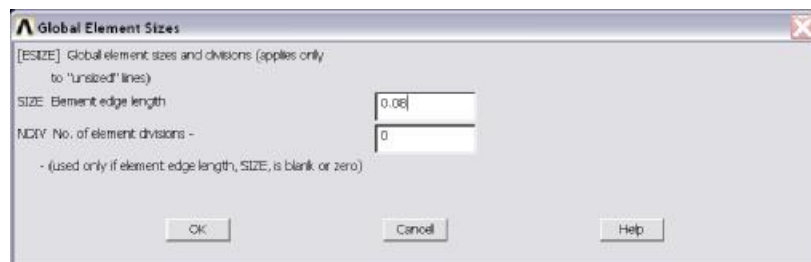 Global Element Sizes
[ESIZE] Global element sizes and divisions (applies only
to "unsized" lines)
SIZE Element edge length
0.08
NDIV No. of element divisions -
0
- (used only if element edge length, SIZE, is blank or zero)
OK
Cancel
Help